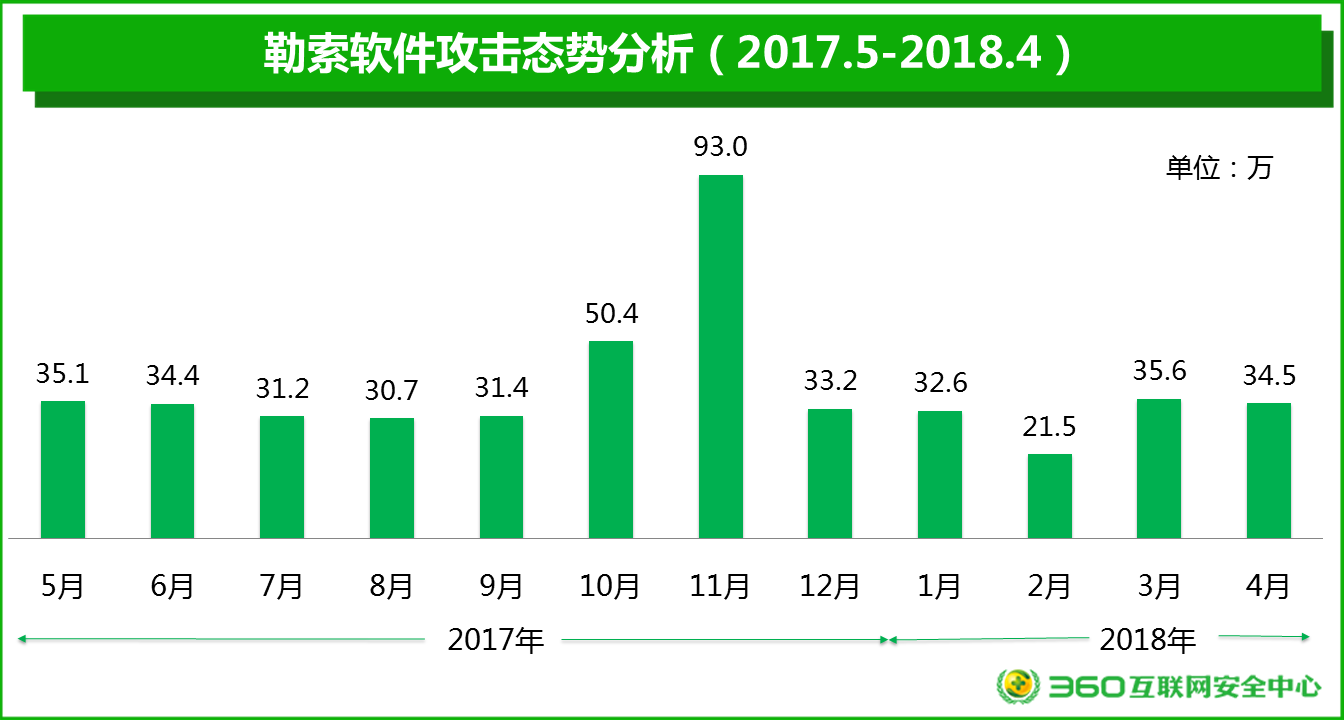 勒索软件攻击态势分析（2017.5-2018.4）
单位：万
35.1 34.4 31.2 30.7 31.4 50.4 93.0 33.2 32.6 21.5 35.6 34.5
5月 6月 7月 8月 9月 10月 11月 12月 1月 2月 3月 4月
2017年 2018年
360互联网安全中心